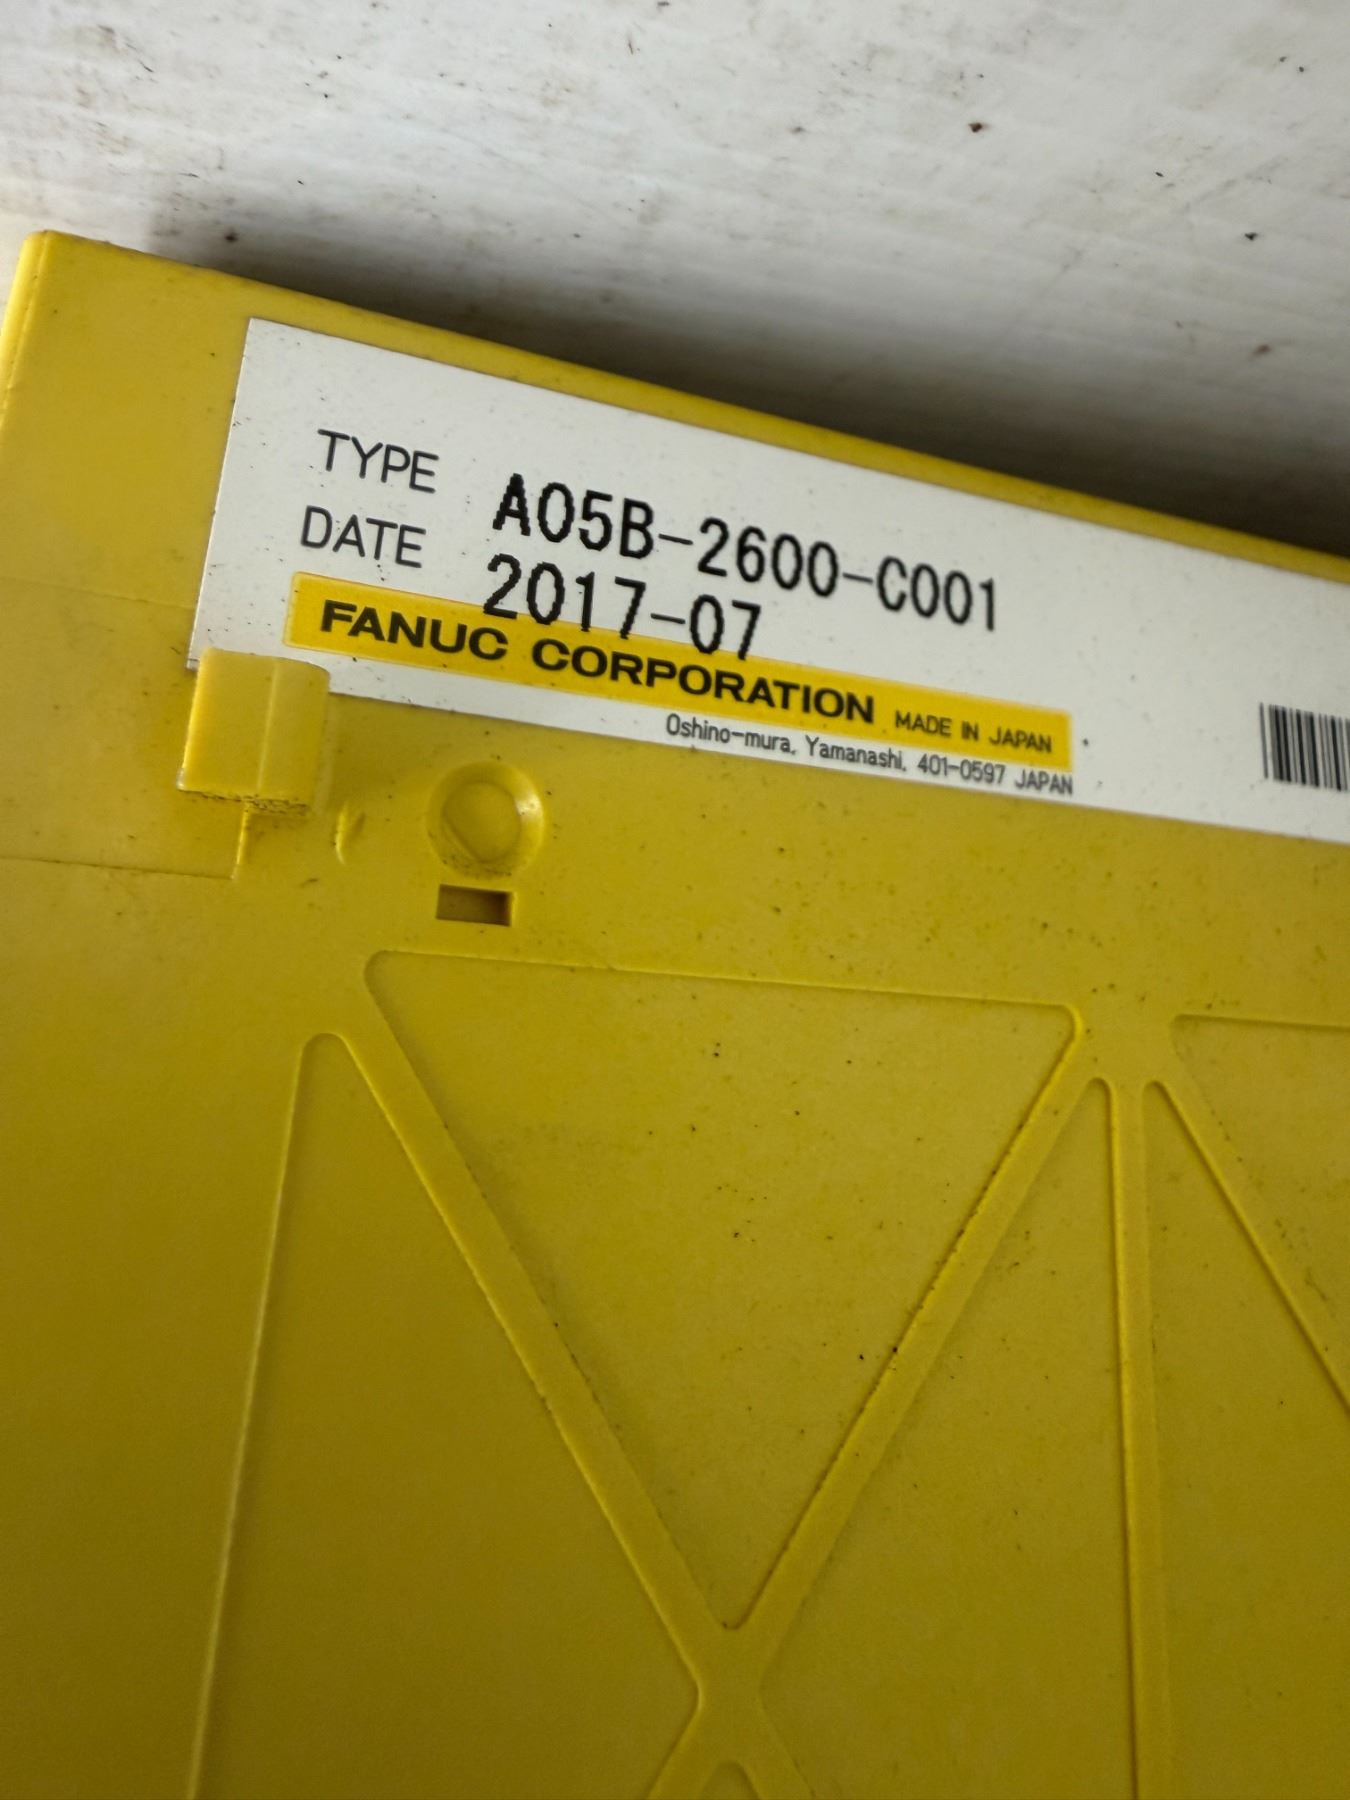 TYPE A05B-2600-C001
DATE 2017-07
FANUC CORPORATION MADE IN JAPAN
Oshino-mura, Yamanashi, 401-0597 JAPAN